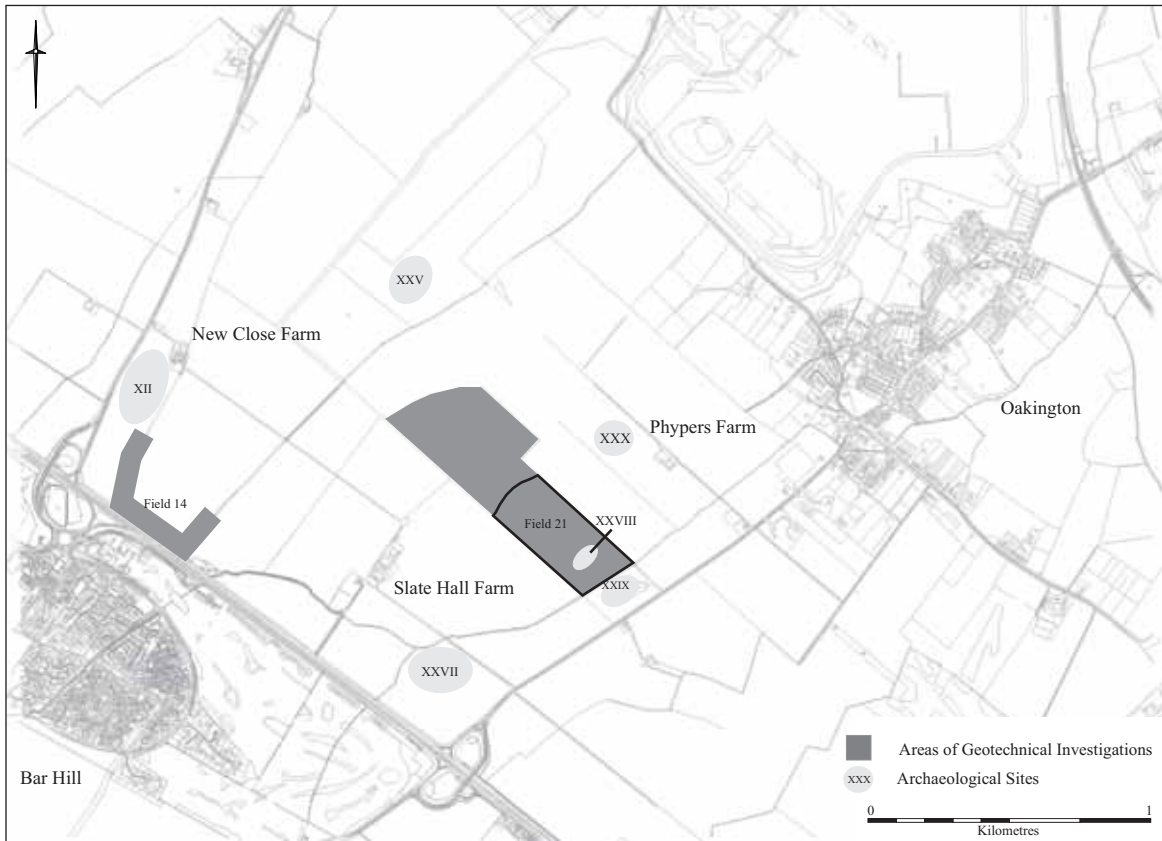 XXV
New Close Farm
XII
Phypers Farm
XXX
Oakington
Field 14
Field 21
XXVIII
Slate Hall Farm
XXIX
XXVII
Bar Hill
Areas of Geotechnical Investigations
XXX
Archaeological Sites
0
1
Kilometres